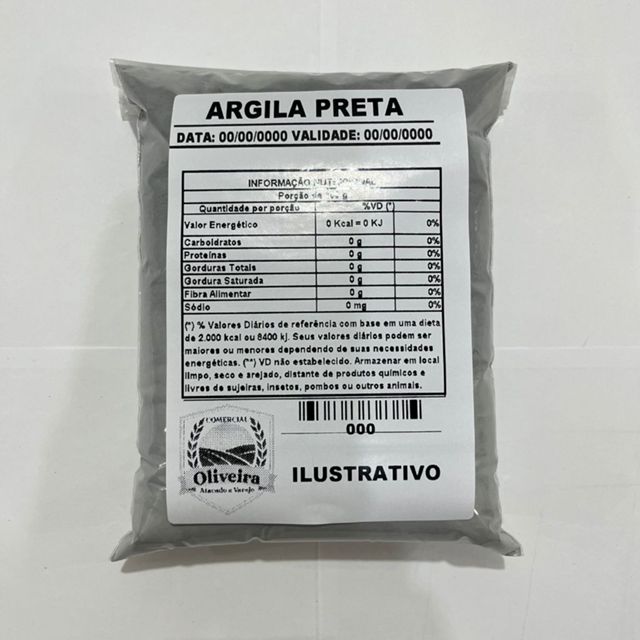 ARGILA PRETA
DATA: 00/00/0000 VALIDADE: 00/00/0000
INFORMAÇÃO
Porção de
Quantidade por porção %VD (*)
Valor Energético 0 Kcal = 0 KJ 0%
Carboidratos 0 g 0%
Proteínas 0 g 0%
Gorduras Totais 0 g 0%
Gordura Saturada 0 g 0%
Fibra Alimentar 0 g 0%
Sódio 0 mg 0%
(*) % Valores Diários de referência com base em uma dieta
de 2.000 kcal ou 8400 kJ. Seus valores diários podem ser
maiores ou menores dependendo de suas necessidades
energéticas. (**) VD não estabelecido. Armazenar em local
limpo, seco e arejado, distante de produtos químicos e
livres de sujeiras, insetos, pombos ou outros animais.
000
COMERCIAL
Oliveira
Atacado e Varejo
ILUSTRATIVO